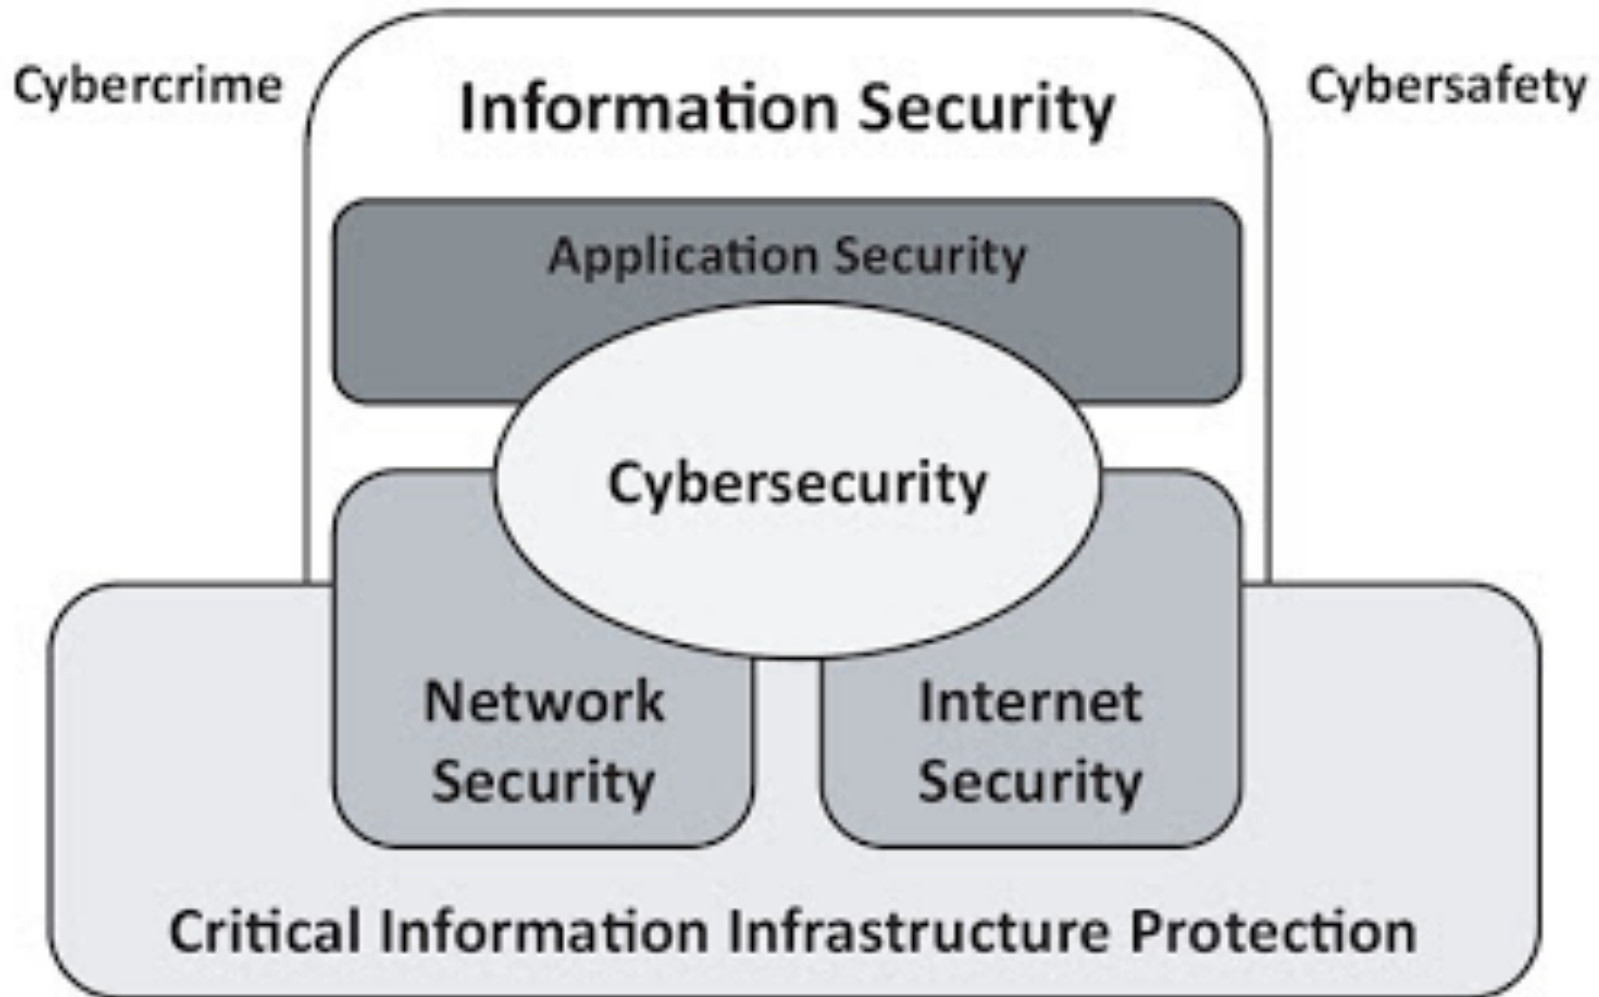 Cybercrime
Information Security
Cybersafety
Application Security
Cybersecurity
Network
Security
Internet
Security
Critical Information Infrastructure Protection